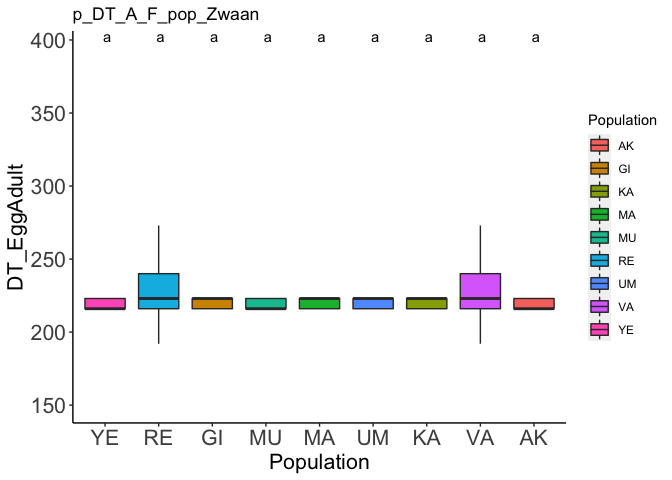 p_DT_A_F_pop_Zwaan
a a a a a a a a a
400
350
300
250
200
150
DT_EggAdult
YE RE GI MU MA UM KA VA AK
Population
Population
AK
GI
KA
MA
MU
RE
UM
VA
YE